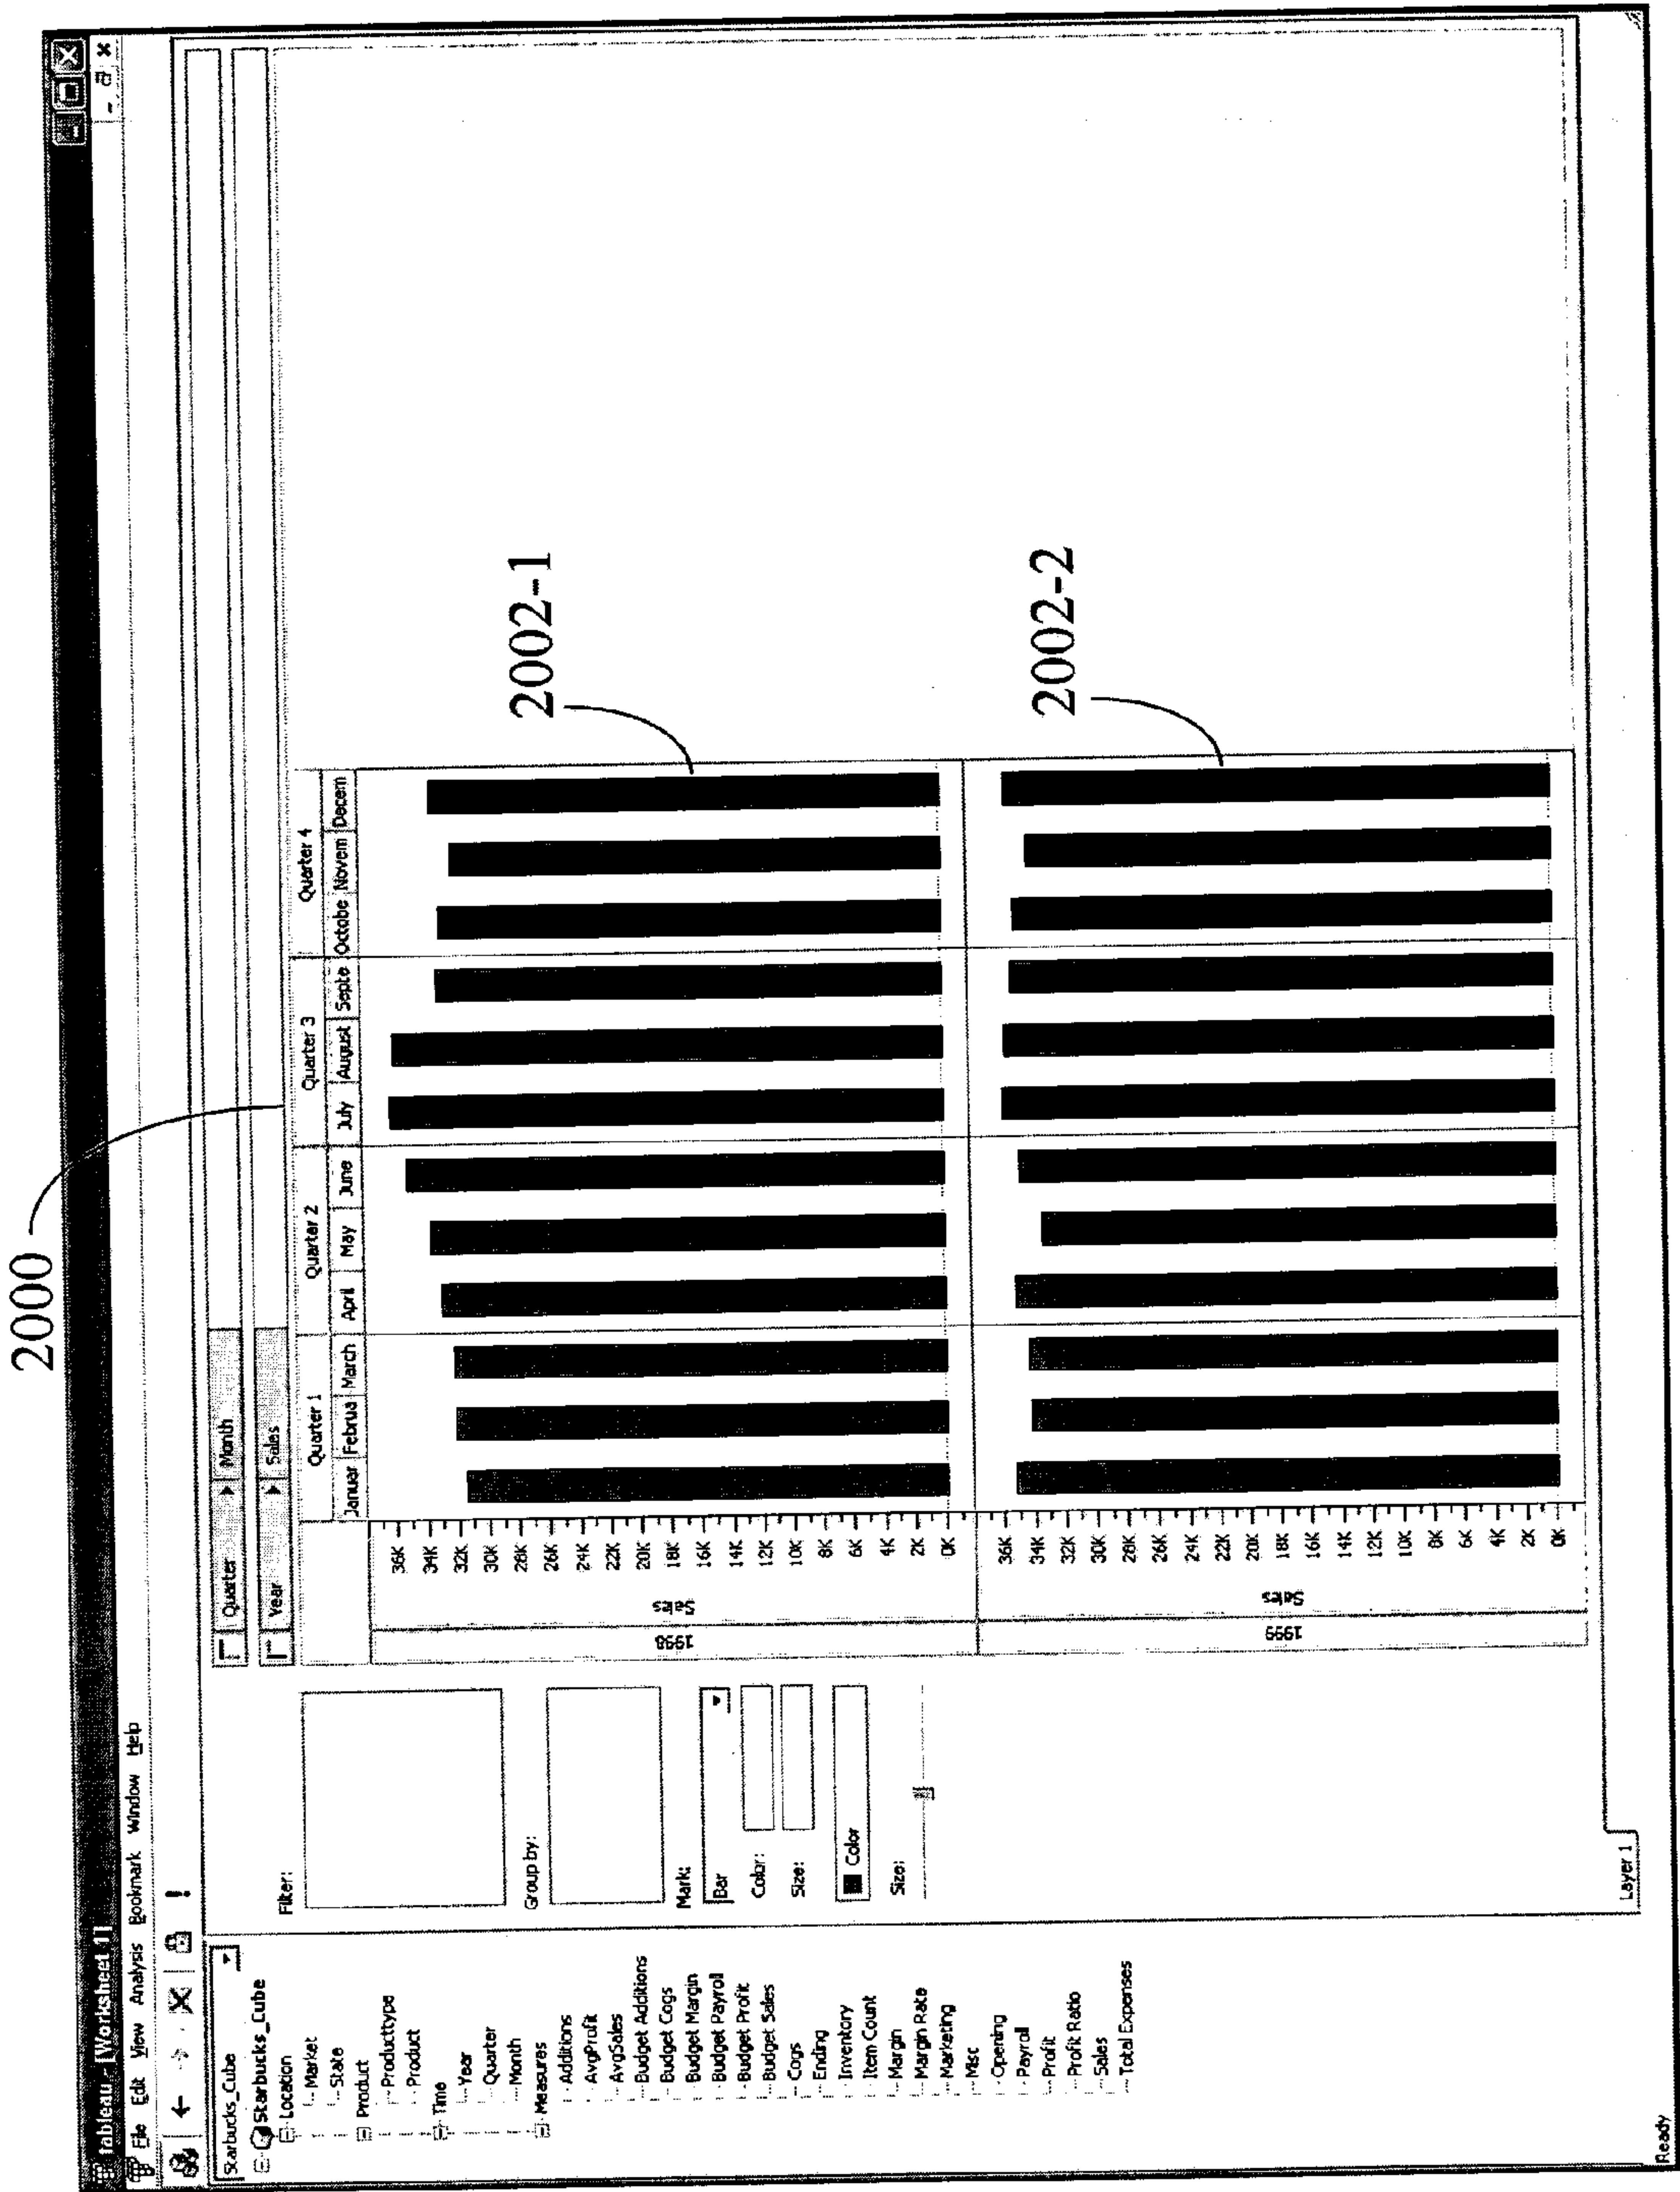 2000
tableau - [Worksheet 1]
File Edit View Analysis Bookmark Window Help
Starbucks_Cube
Starbucks_Cube
Location
Market
State
Product
Producttype
Product
Time
Year
Quarter
Month
Measures
Additions
AvgProfit
AvgSales
Budget Additions
Budget Cogs
Budget Margin
Budget Payroll
Budget Profit
Budget Sales
Cogs
Ending
Inventory
Item Count
Margin
Margin Rate
Marketing
Misc
Opening
Payroll
Profit
Profit Ratio
Sales
Total Expenses
Filter:
Group by:
Mark:
Bar
Color:
Size:
Color
Size:
Quarter Month
Year Sales
Quarter 1 Quarter 2 Quarter 3 Quarter 4
Januar Februa March April May June July August Septe Octobe Novem Decem
1998
Sales
36K
34K
32K
30K
28K
26K
24K
22K
20K
18K
16K
14K
12K
10K
8K
6K
4K
2K
0K
2002-1
1999
Sales
36K
34K
32K
30K
28K
26K
24K
22K
20K
18K
16K
14K
12K
10K
8K
6K
4K
2K
0K
2002-2
Layer 1
Ready